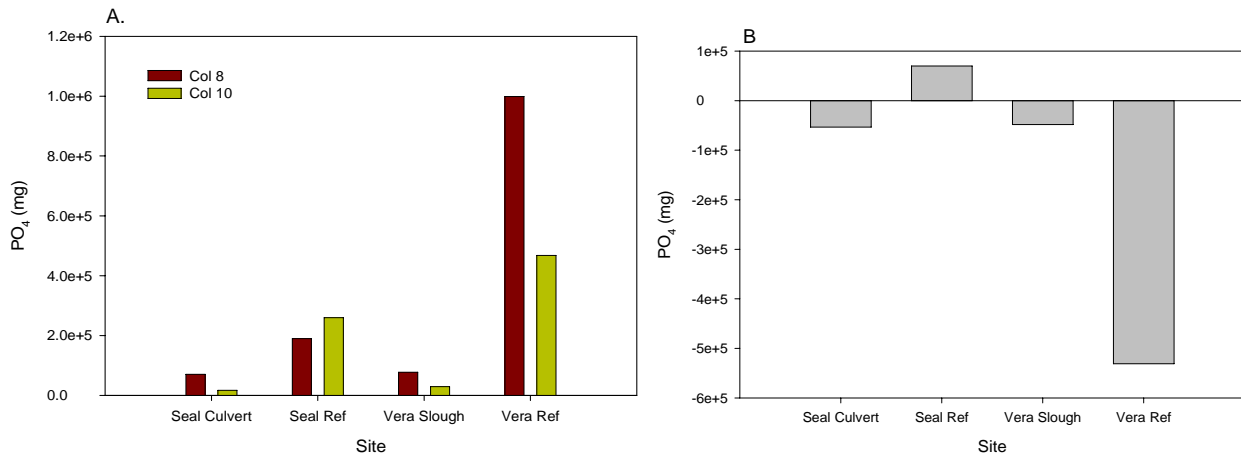 A.
1.2e+6
1.0e+6
8.0e+5
6.0e+5
4.0e+5
2.0e+5
0.0
PO4 (mg)
Col 8
Col 10
Seal Culvert Seal Ref Vera Slough Vera Ref
Site
B
1e+5
0
-1e+5
-2e+5
-3e+5
-4e+5
-5e+5
-6e+5
PO4 (mg)
Seal Culvert Seal Ref Vera Slough Vera Ref
Site